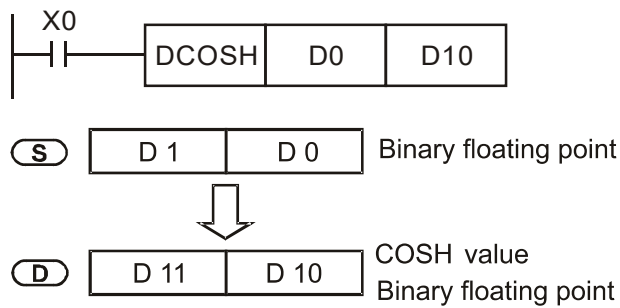 X0
DCOSH D0 D10
S D 1 D 0 Binary floating point
D D 11 D 10 COSH value
Binary floating point